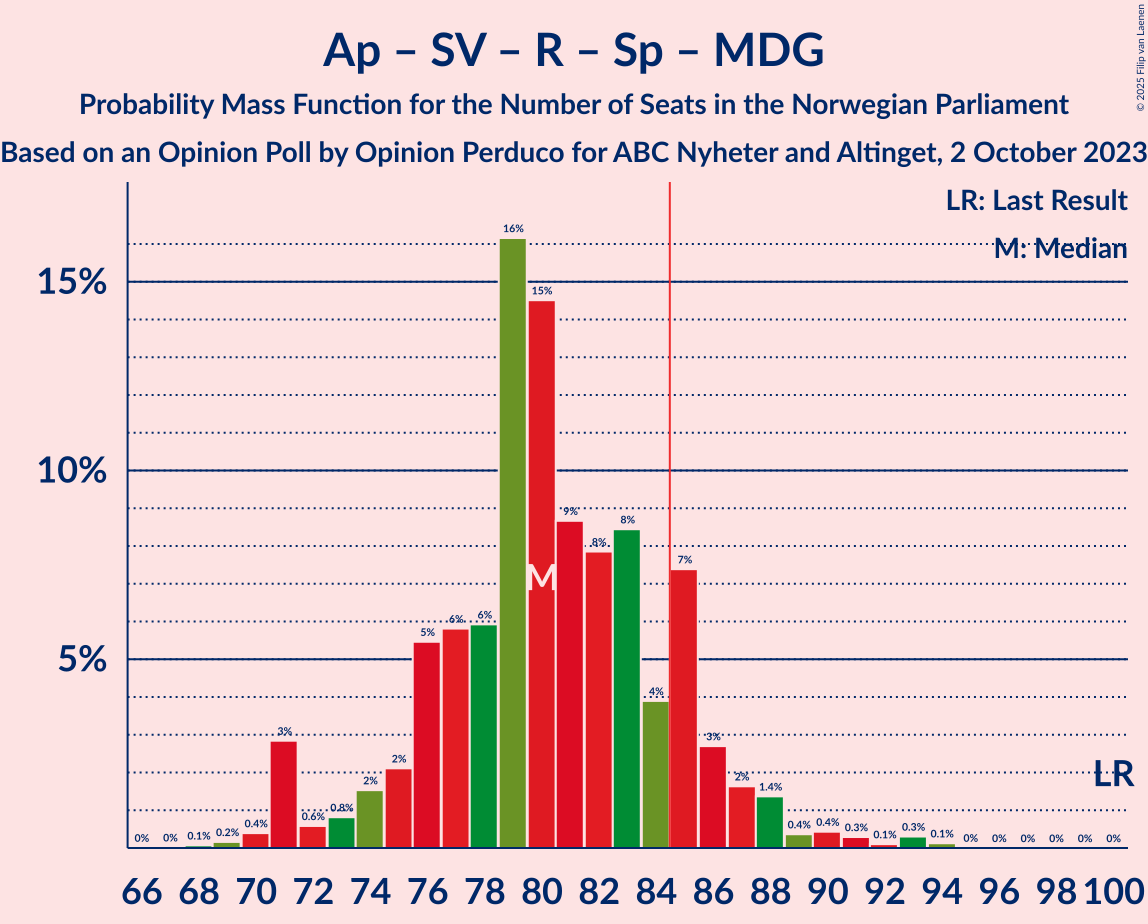 Ap – SV – R – Sp – MDG
Probability Mass Function for the Number of Seats in the Norwegian Parliament
Based on an Opinion Poll by Opinion Perduco for ABC Nyheter and Altinget, 2 October 2023
© 2025 Filip van Laenen
LR: Last Result
M: Median
15%
10%
5%
0% 0% 0.1% 0.2% 0.4% 3% 0.6% 0.8% 2% 2% 5% 6% 6% 16% 15% 9% 8% 8% 4% 7% 3% 2% 1.4% 0.4% 0.4% 0.3% 0.1% 0.3% 0.1% 0% 0% 0% 0% 0% 0%
M
LR
66 68 70 72 74 76 78 80 82 84 86 88 90 92 94 96 98 100